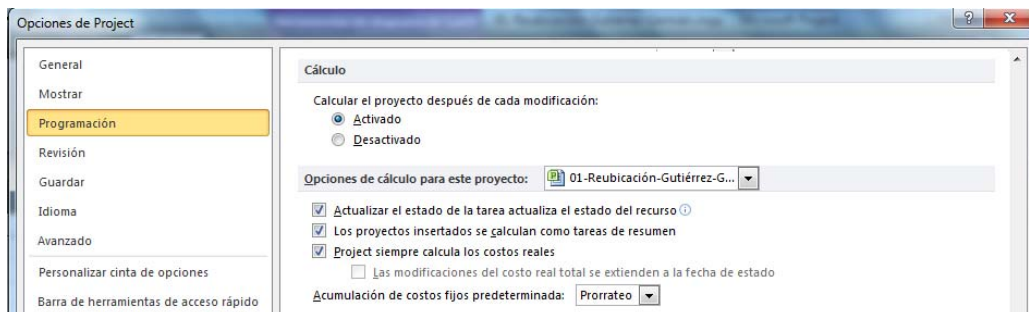 Opciones de Project
General
Mostrar
Programación
Revisión
Guardar
Idioma
Avanzado
Personalizar cinta de opciones
Barra de herramientas de acceso rápido
Cálculo
Calcular el proyecto después de cada modificación:
Activado
Desactivado
Opciones de cálculo para este proyecto: 01-Reubicación-Gutiérrez-G...
Actualizar el estado de la tarea actualiza el estado del recurso
Los proyectos insertados se calculan como tareas de resumen
Project siempre calcula los costos reales
Las modificaciones del costo real total se extienden a la fecha de estado
Acumulación de costos fijos predeterminada: Prorrateo